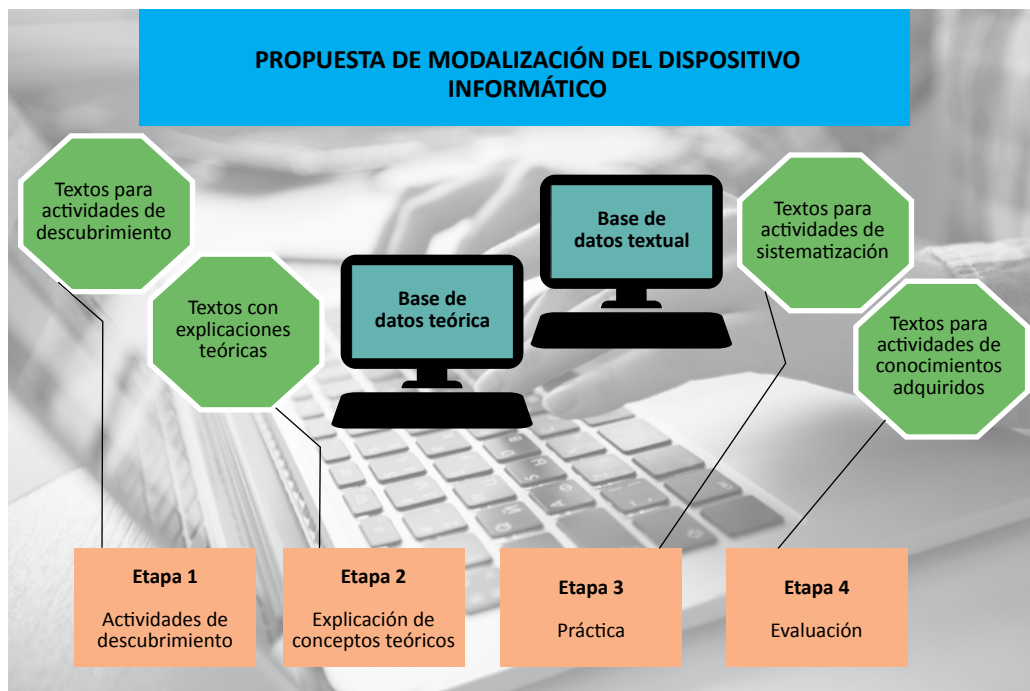 PROPUESTA DE MODALIZACIÓN DEL DISPOSITIVO
INFORMÁTICO
Textos para
actividades de
descubrimiento
Textos con
explicaciones
teóricas
Base de
datos teórica
Base de
datos textual
Textos para
actividades de
sistematización
Textos para
actividades de
conocimientos
adquiridos
Etapa 1
Actividades de
descubrimiento
Etapa 2
Explicación de
conceptos teóricos
Etapa 3
Práctica
Etapa 4
Evaluación